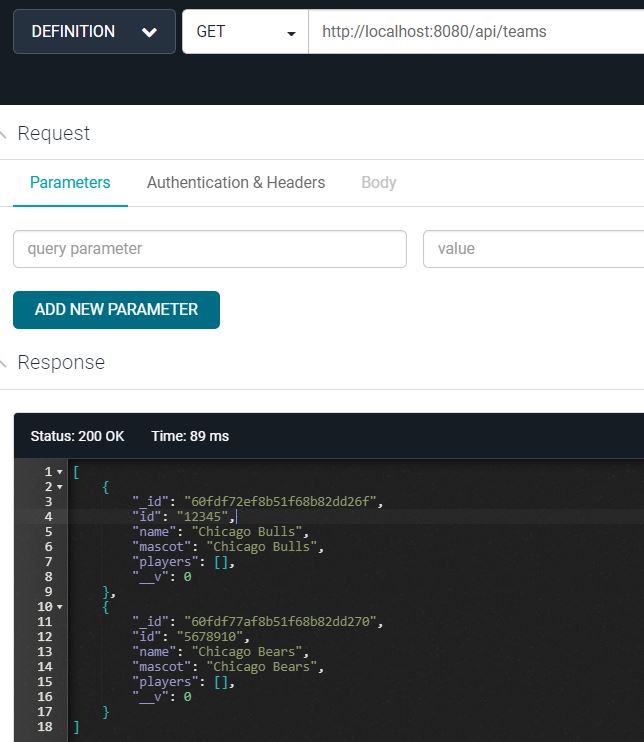 DEFINITION GET http://localhost:8080/api/teams
Request
Parameters Authentication & Headers Body
query parameter value
ADD NEW PARAMETER
Response
Status: 200 OK Time: 89 ms
1 [
2 {
3 "_id": "60fdf72ef8b51f68b82dd26f",
4 "id": "12345",
5 "name": "Chicago Bulls",
6 "mascot": "Chicago Bulls",
7 "players": [],
8 "__v": 0
9 },
10 {
11 "_id": "60fdf77af8b51f68b82dd270",
12 "id": "5678910",
13 "name": "Chicago Bears",
14 "mascot": "Chicago Bears",
15 "players": [],
16 "__v": 0
17 }
18 ]